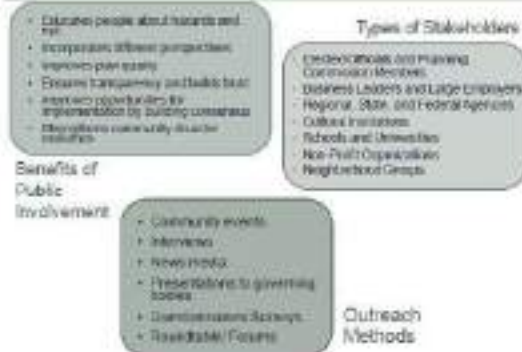 • Educates people about hazards and
risk
• Incorporates different perspectives
• Improves plan quality
• Ensures transparency and builds trust
• Improves opportunities for
implementation by building consensus
• Strengthens community disaster
resilience
Benefits of
Public
Involvement
Types of Stakeholders
• Elected Officials and Planning
Commission Members
• Business Leaders and Large Employers
• Regional, State, and Federal Agencies
• Cultural Institutions
• Schools and Universities
• Non-Profit Organizations
• Neighborhood Groups
• Community events
• Interviews
• News media
• Presentations to governing
bodies
• Questionnaires/Surveys
• Roundtable/Forums
Outreach
Methods